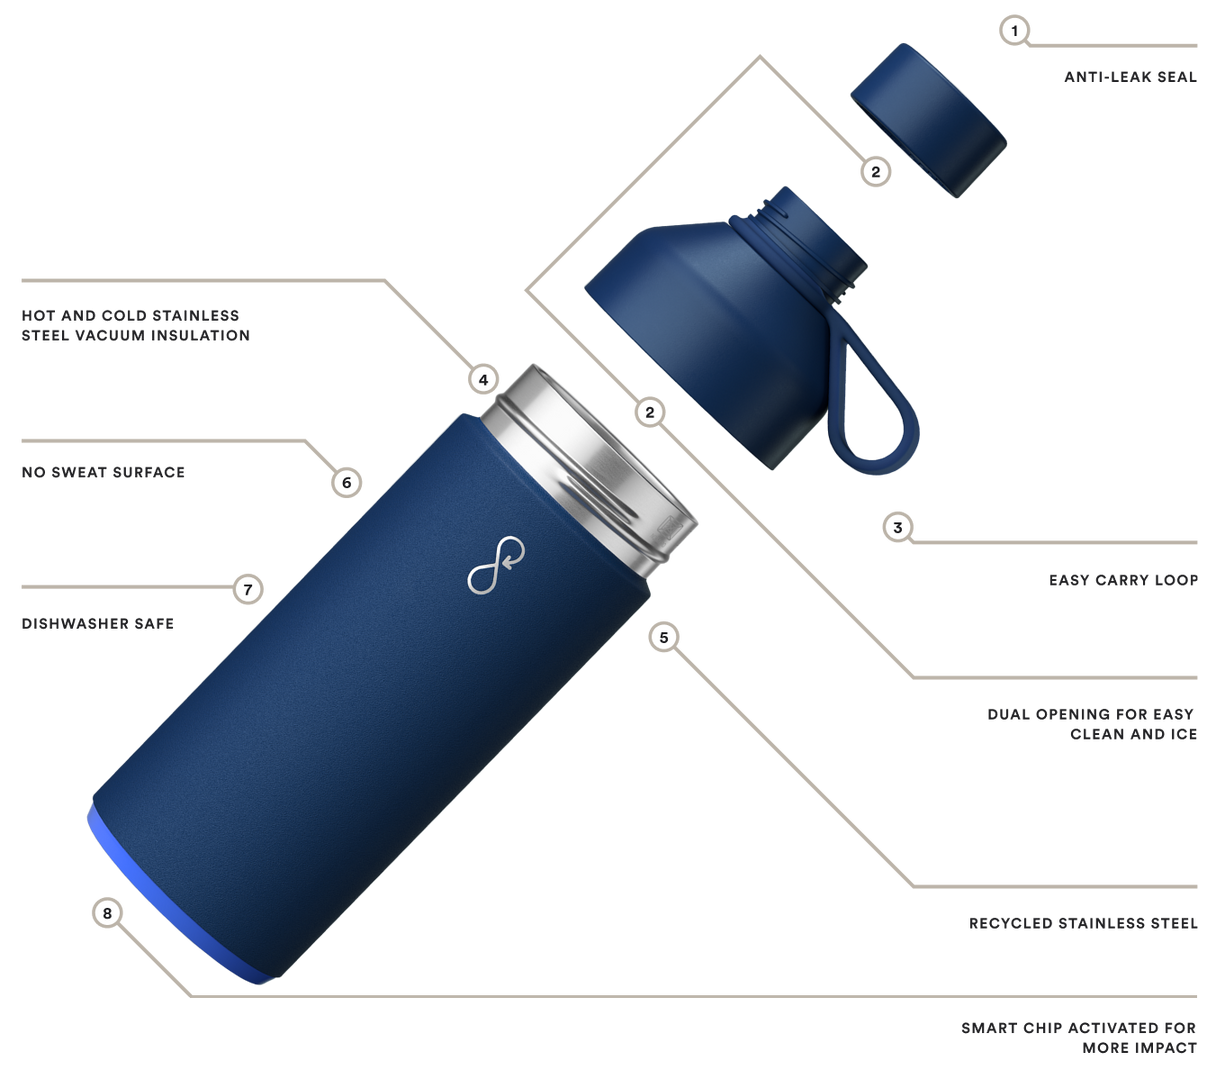 1
ANTI-LEAK SEAL
2
HOT AND COLD STAINLESS
STEEL VACUUM INSULATION
4
2
NO SWEAT SURFACE
6
3
EASY CARRY LOOP
7
DISHWASHER SAFE
5
DUAL OPENING FOR EASY
CLEAN AND ICE
8
RECYCLED STAINLESS STEEL
SMART CHIP ACTIVATED FOR
MORE IMPACT